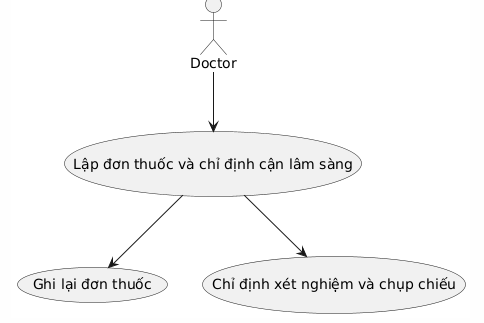 Doctor
Lập đơn thuốc và chỉ định cận lâm sàng
Ghi lại đơn thuốc
Chỉ định xét nghiệm và chụp chiếu